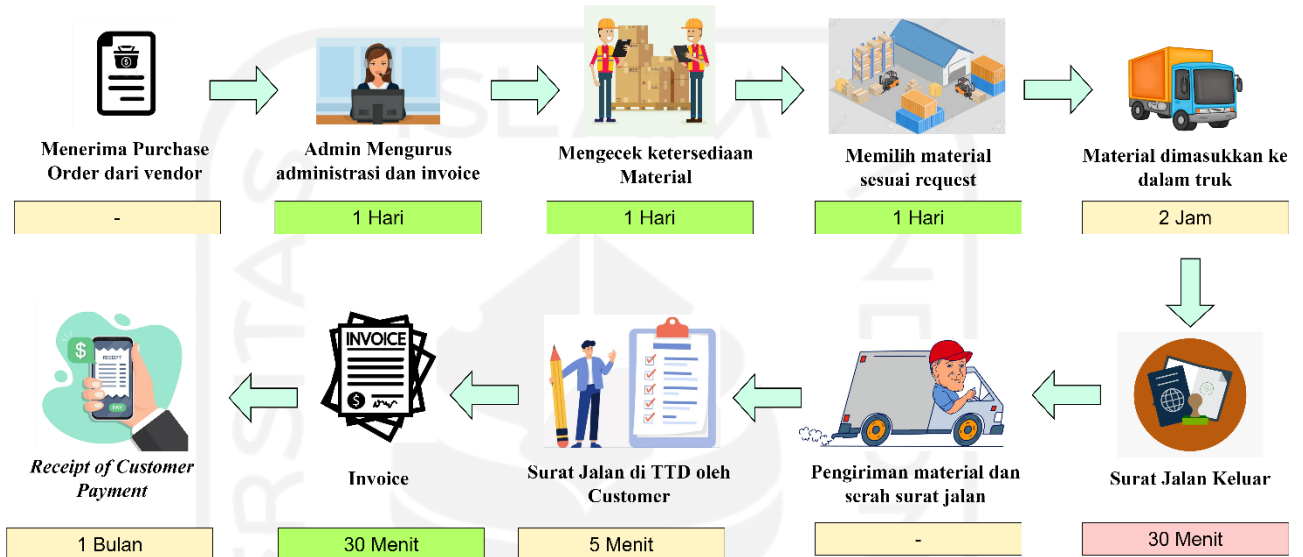 Menerima Purchase
Order dari vendor
-
Admin Mengurus
administrasi dan invoice
1 Hari
Mengecek ketersediaan
Material
1 Hari
Memilih material
sesuai request
1 Hari
Material dimasukkan ke
dalam truk
2 Jam
Surat Jalan Keluar
30 Menit
Pengiriman material dan
serah surat jalan
-
Surat Jalan di TTD oleh
Customer
5 Menit
INVOICE
Invoice
30 Menit
RECEIPT
PAY
Receipt of Customer
Payment
1 Bulan
ISLAM